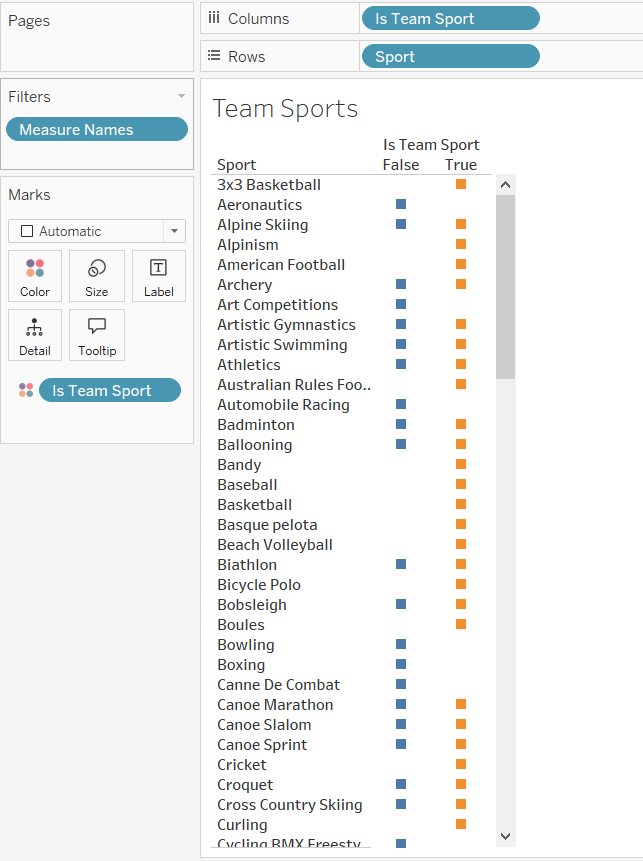 Pages
Columns
Is Team Sport
Rows
Sport
Filters
Measure Names
Marks
Automatic
Color
Size
Label
Detail
Tooltip
Is Team Sport
Team Sports
Is Team Sport
Sport False True
3x3 Basketball
Aeronautics
Alpine Skiing
Alpinism
American Football
Archery
Art Competitions
Artistic Gymnastics
Artistic Swimming
Athletics
Australian Rules Foo..
Automobile Racing
Badminton
Ballooning
Bandy
Baseball
Basketball
Basque pelota
Beach Volleyball
Biathlon
Bicycle Polo
Bobsleigh
Boules
Bowling
Boxing
Canne De Combat
Canoe Marathon
Canoe Slalom
Canoe Sprint
Cricket
Croquet
Cross Country Skiing
Curling
Cycling BMX Freesty..